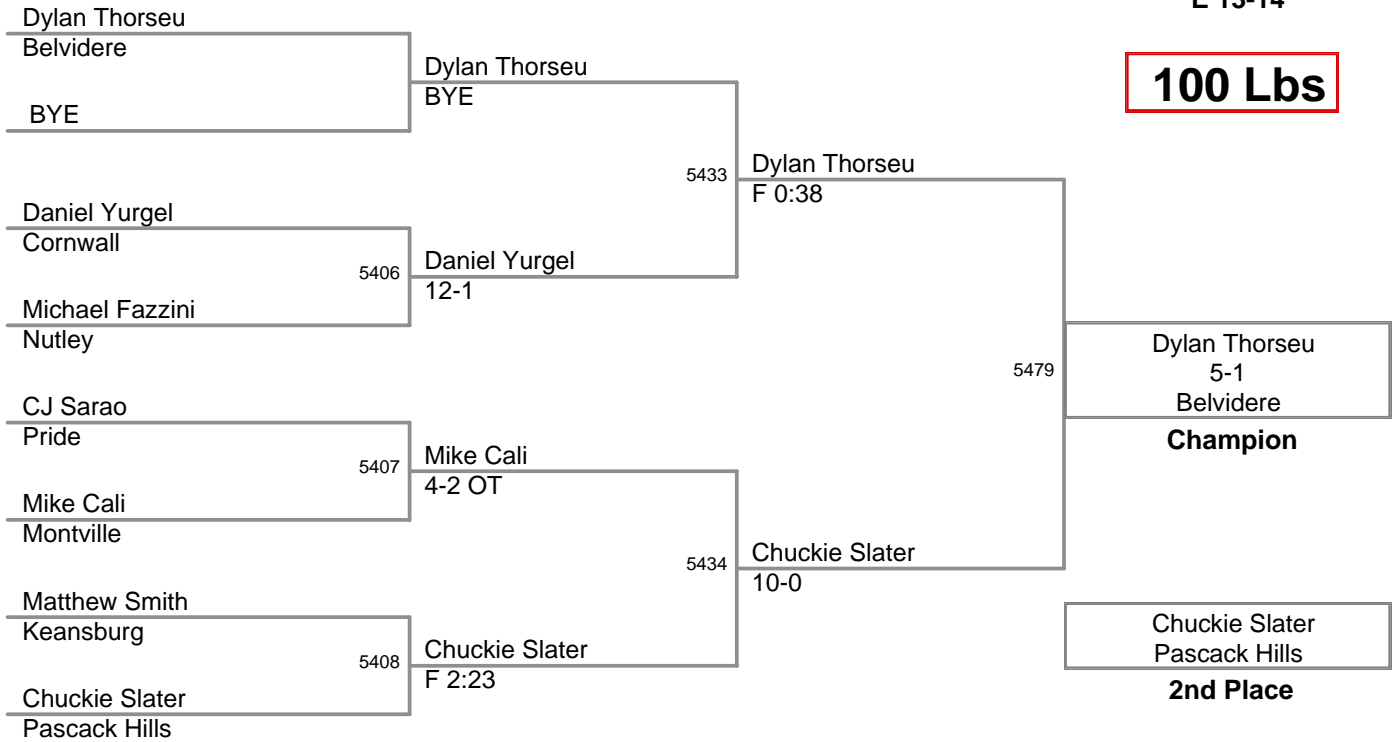 E 13-14
100 Lbs
Dylan Thorseu
Belvidere
BYE
Daniel Yurgel
Cornwall
5406
Michael Fazzini
Nutley
CJ Sarao
Pride
5407
Mike Cali
Montville
Matthew Smith
Keansburg
5408
Chuckie Slater
Pascack Hills
Dylan Thorseu
BYE
5433
Daniel Yurgel
12-1
Mike Cali
4-2 OT
5434
Chuckie Slater
F 2:23
Dylan Thorseu
F 0:38
5479
Chuckie Slater
10-0
Dylan Thorseu
5-1
Belvidere
Champion
Chuckie Slater
Pascack Hills
2nd Place